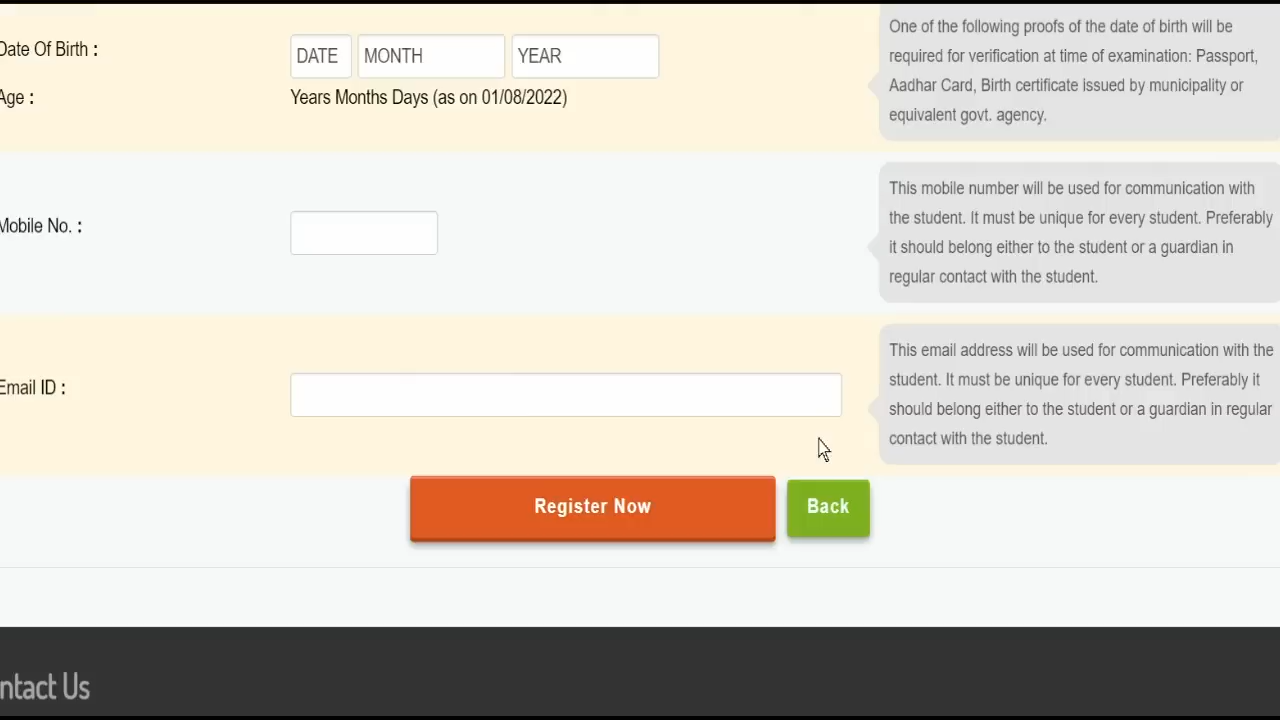 Date Of Birth :
DATE MONTH YEAR
One of the following proofs of the date of birth will be
required for verification at time of examination: Passport,
Aadhar Card, Birth certificate issued by municipality or
equivalent govt. agency.
Age :
Years Months Days (as on 01/08/2022)
Mobile No. :
This mobile number will be used for communication with
the student. It must be unique for every student. Preferably
it should belong either to the student or a guardian in
regular contact with the student.
Email ID :
This email address will be used for communication with the
student. It must be unique for every student. Preferably it
should belong either to the student or a guardian in regular
contact with the student.
Register Now
Back
ntact Us